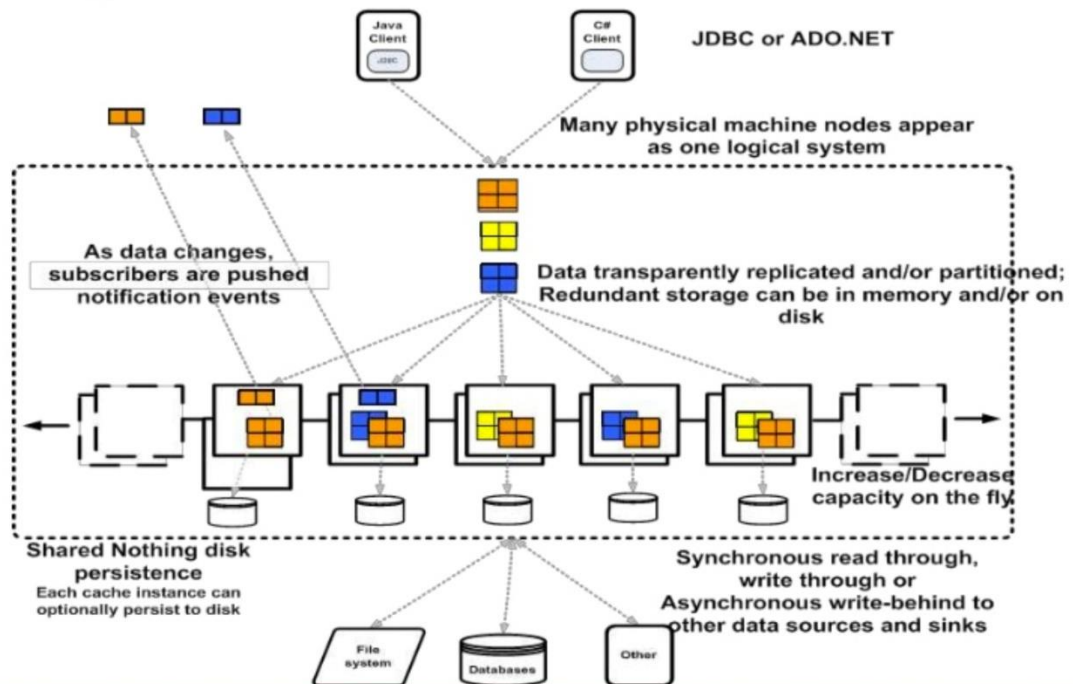 Java
Client
JDBC
C#
Client
JDBC or ADO.NET
Many physical machine nodes appear
as one logical system
As data changes,
subscribers are pushed
notification events
Data transparently replicated and/or partitioned;
Redundant storage can be in memory and/or on
disk
Increase/Decrease
capacity on the fly
Shared Nothing disk
persistence
Each cache instance can
optionally persist to disk
Synchronous read through,
write through or
Asynchronous write-behind to
other data sources and sinks
File
system
Databases
Other